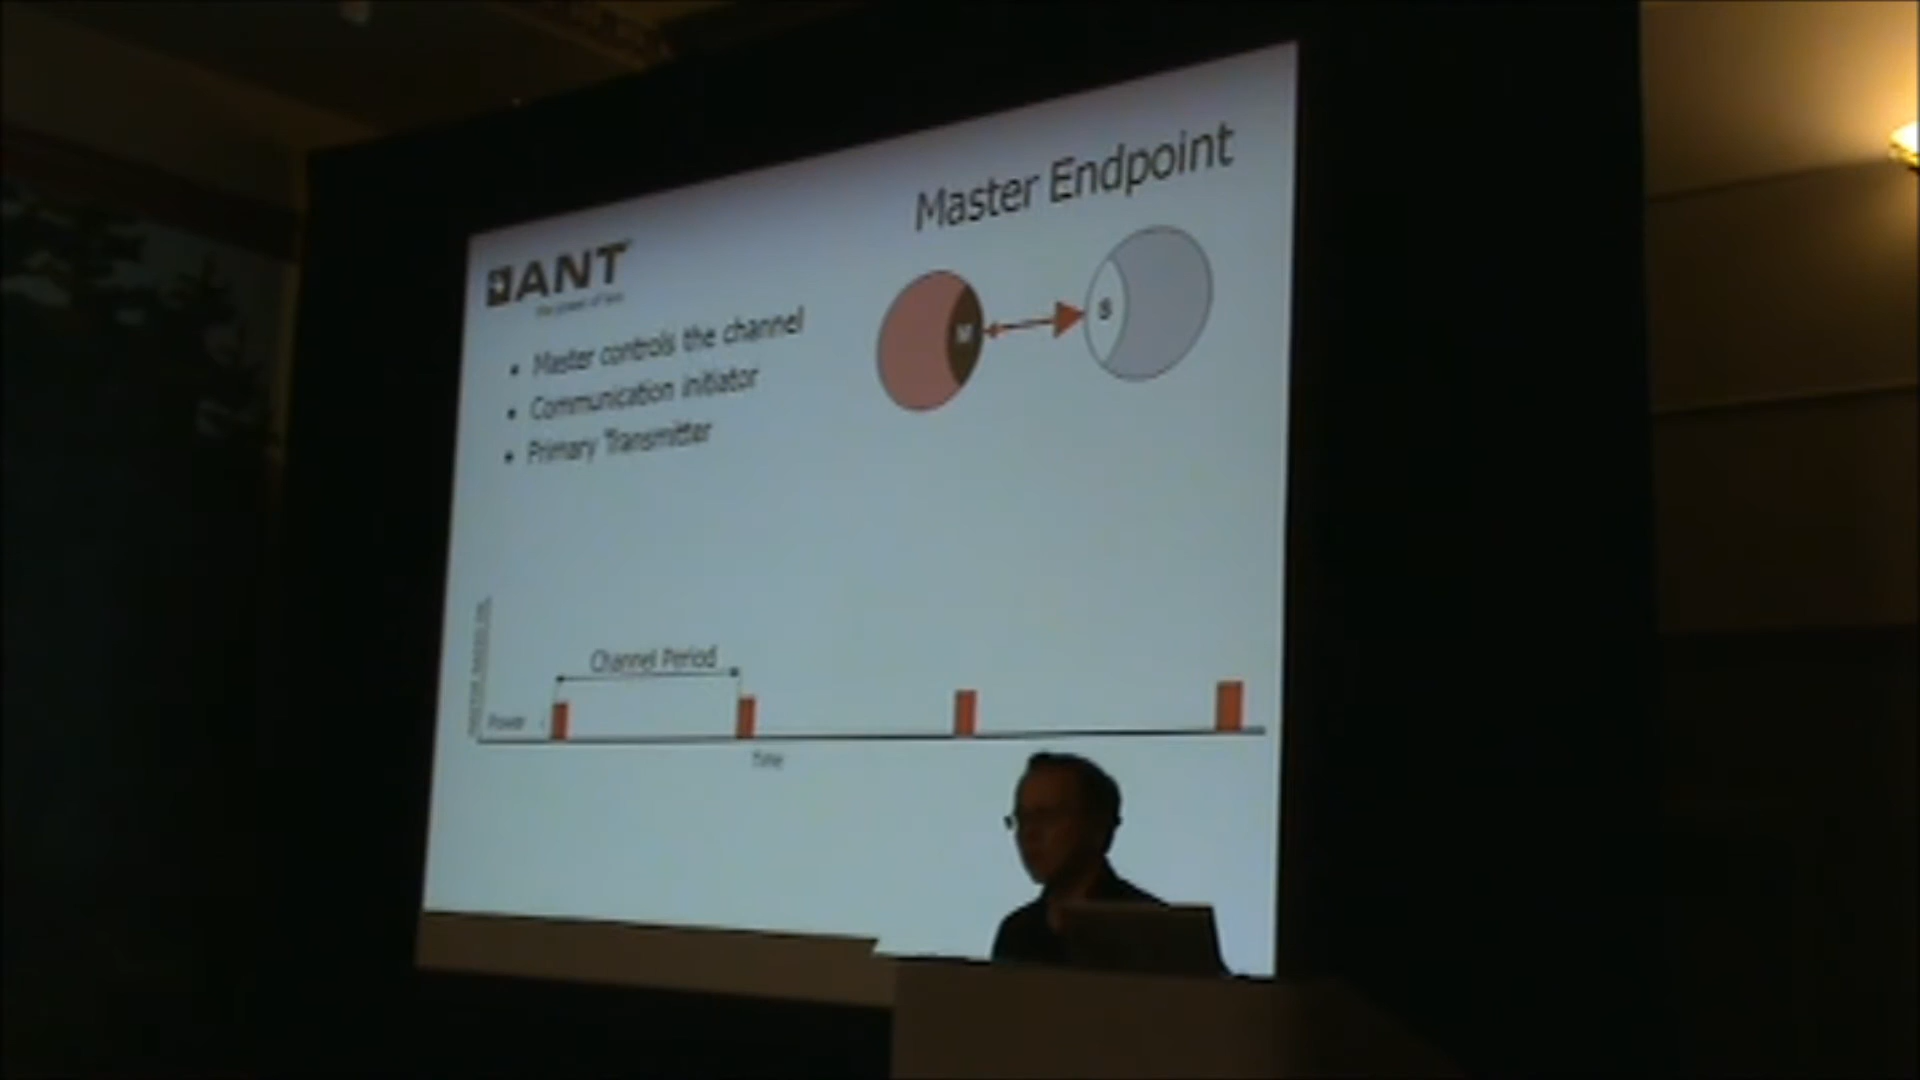 Master Endpoint
ANT
• Master controls the channel
• Communication initiator
• Primary Transmitter
M
S
Channel Period
Power
Time